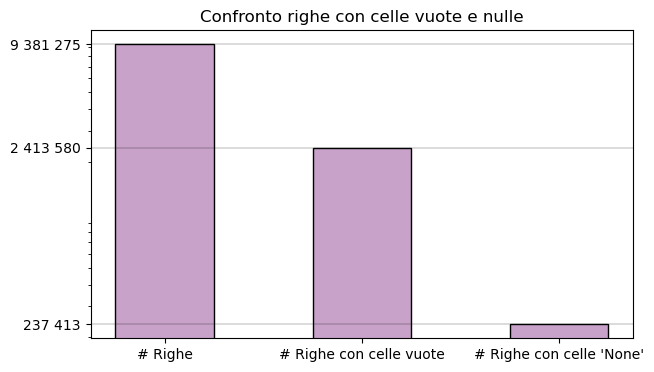 Confronto righe con celle vuote e nulle
9 381 275
2 413 580
237 413
# Righe
# Righe con celle vuote
# Righe con celle 'None'